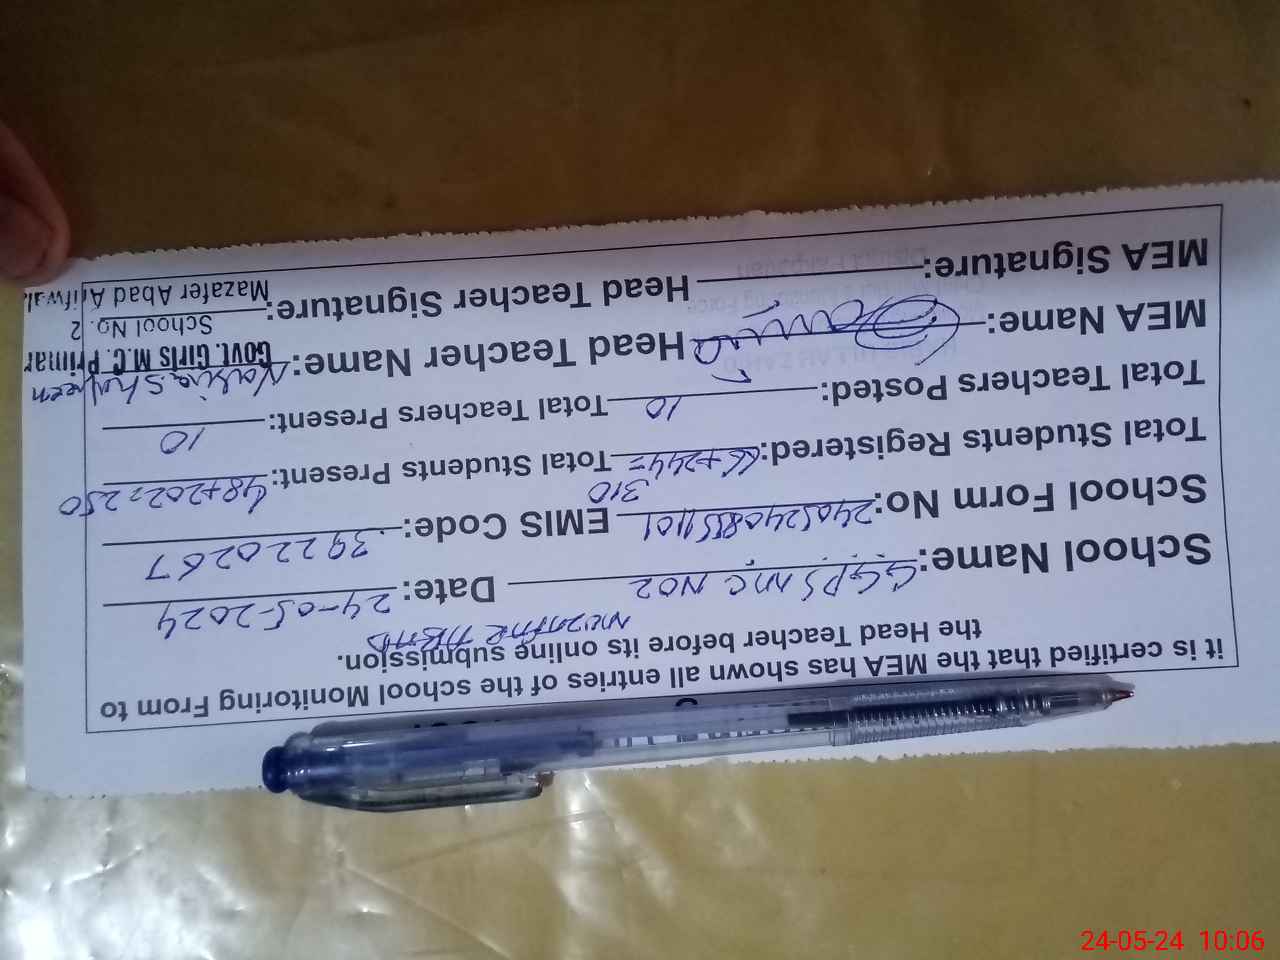 it is certified that the MEA has shown all entries of the school Monitoring From to
the Head Teacher before its online submission.
School Name: GGPS MC NO2 Date: 24-05-2024
School Form No: EMIS Code: 39220267
Total Students Registered: 66+244= 310 Total Students Present: 48+202=250
Total Teachers Posted: 10 Total Teachers Present: 10
MEA Name: Head Teacher Name: Shaheen
MEA Signature: Head Teacher Signature:
Govt. Girls M.C. Primar
School No. 2
Mazafer Abad Arifwal
24-05-24 10:06